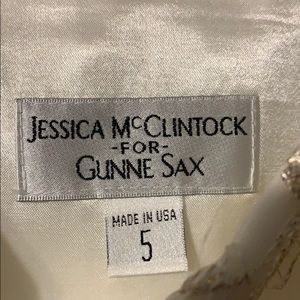 JESSICA McCLINTOCK
-FOR-
GUNNE SAX
MADE IN USA
5